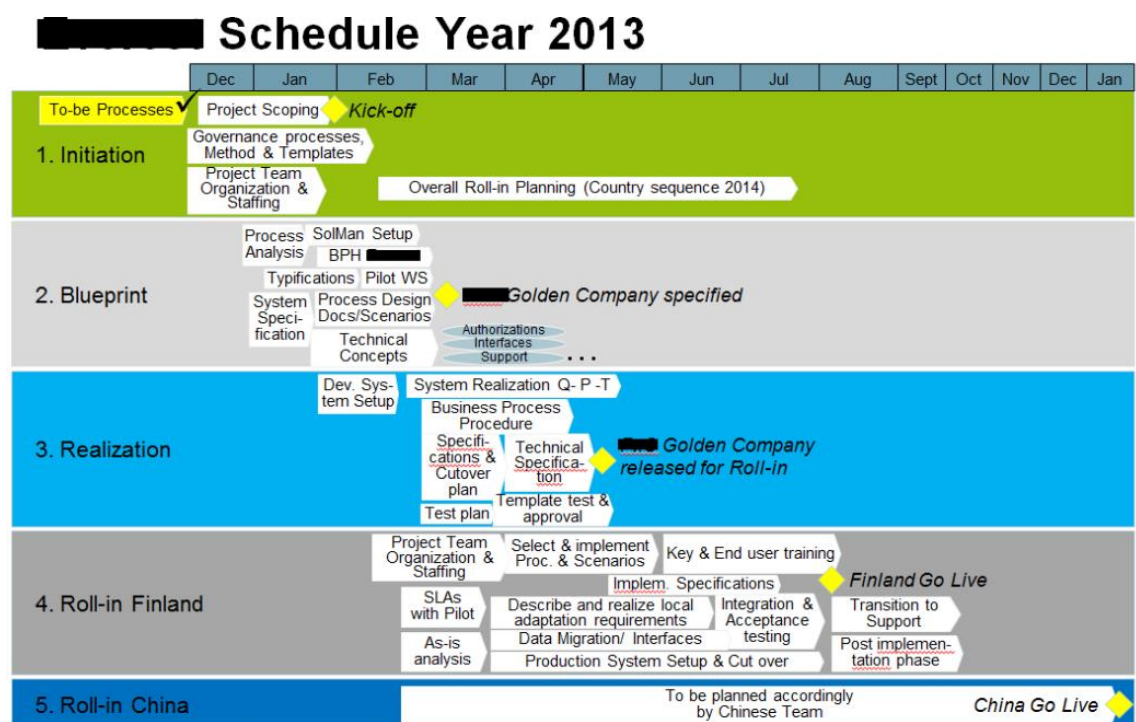 Schedule Year 2013
Dec Jan Feb Mar Apr May Jun Jul Aug Sept Oct Nov Dec Jan
To-be Processes
Project Scoping
Kick-off
1. Initiation
Governance processes,
Method & Templates
Project Team
Organization &
Staffing
Overall Roll-in Planning (Country sequence 2014)
2. Blueprint
Process
Analysis
SolMan Setup
BPH
Typifications
Pilot WS
System
Speci-
fication
Process Design
Docs/Scenarios
Technical
Concepts
Golden Company specified
Authorizations
Interfaces
Support
...
3. Realization
Dev. Sys-
tem Setup
System Realization Q- P -T
Business Process
Procedure
Specifi-
cations &
Cutover
plan
Technical
Specifica-
tion
Golden Company
released for Roll-in
Test plan
Template test &
approval
4. Roll-in Finland
Project Team
Organization &
Staffing
Select & implement
Proc. & Scenarios
Key & End user training
Implem. Specifications
Finland Go Live
SLAs
with Pilot
Describe and realize local
adaptation requirements
Integration &
Acceptance
testing
Transition to
Support
As-is
analysis
Data Migration/ Interfaces
Production System Setup & Cut over
Post implemen-
tation phase
5. Roll-in China
To be planned accordingly
by Chinese Team
China Go Live